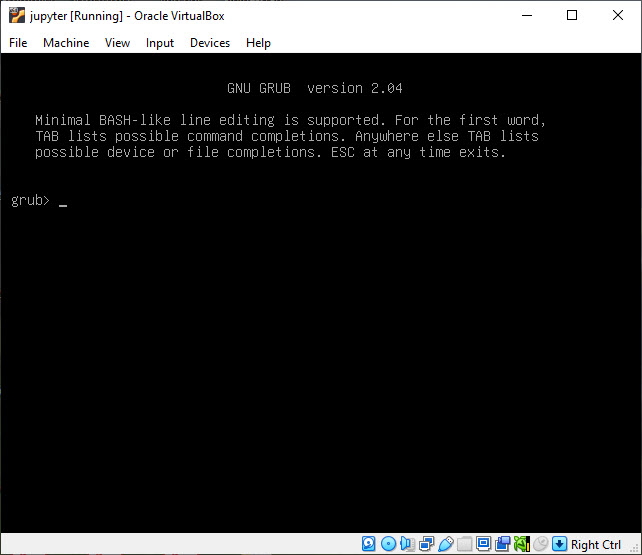 jupyter [Running] - Oracle VirtualBox
File Machine View Input Devices Help
GNU GRUB version 2.04
Minimal BASH-like line editing is supported. For the first word,
TAB lists possible command completions. Anywhere else TAB lists
possible device or file completions. ESC at any time exits.
grub> _
Right Ctrl